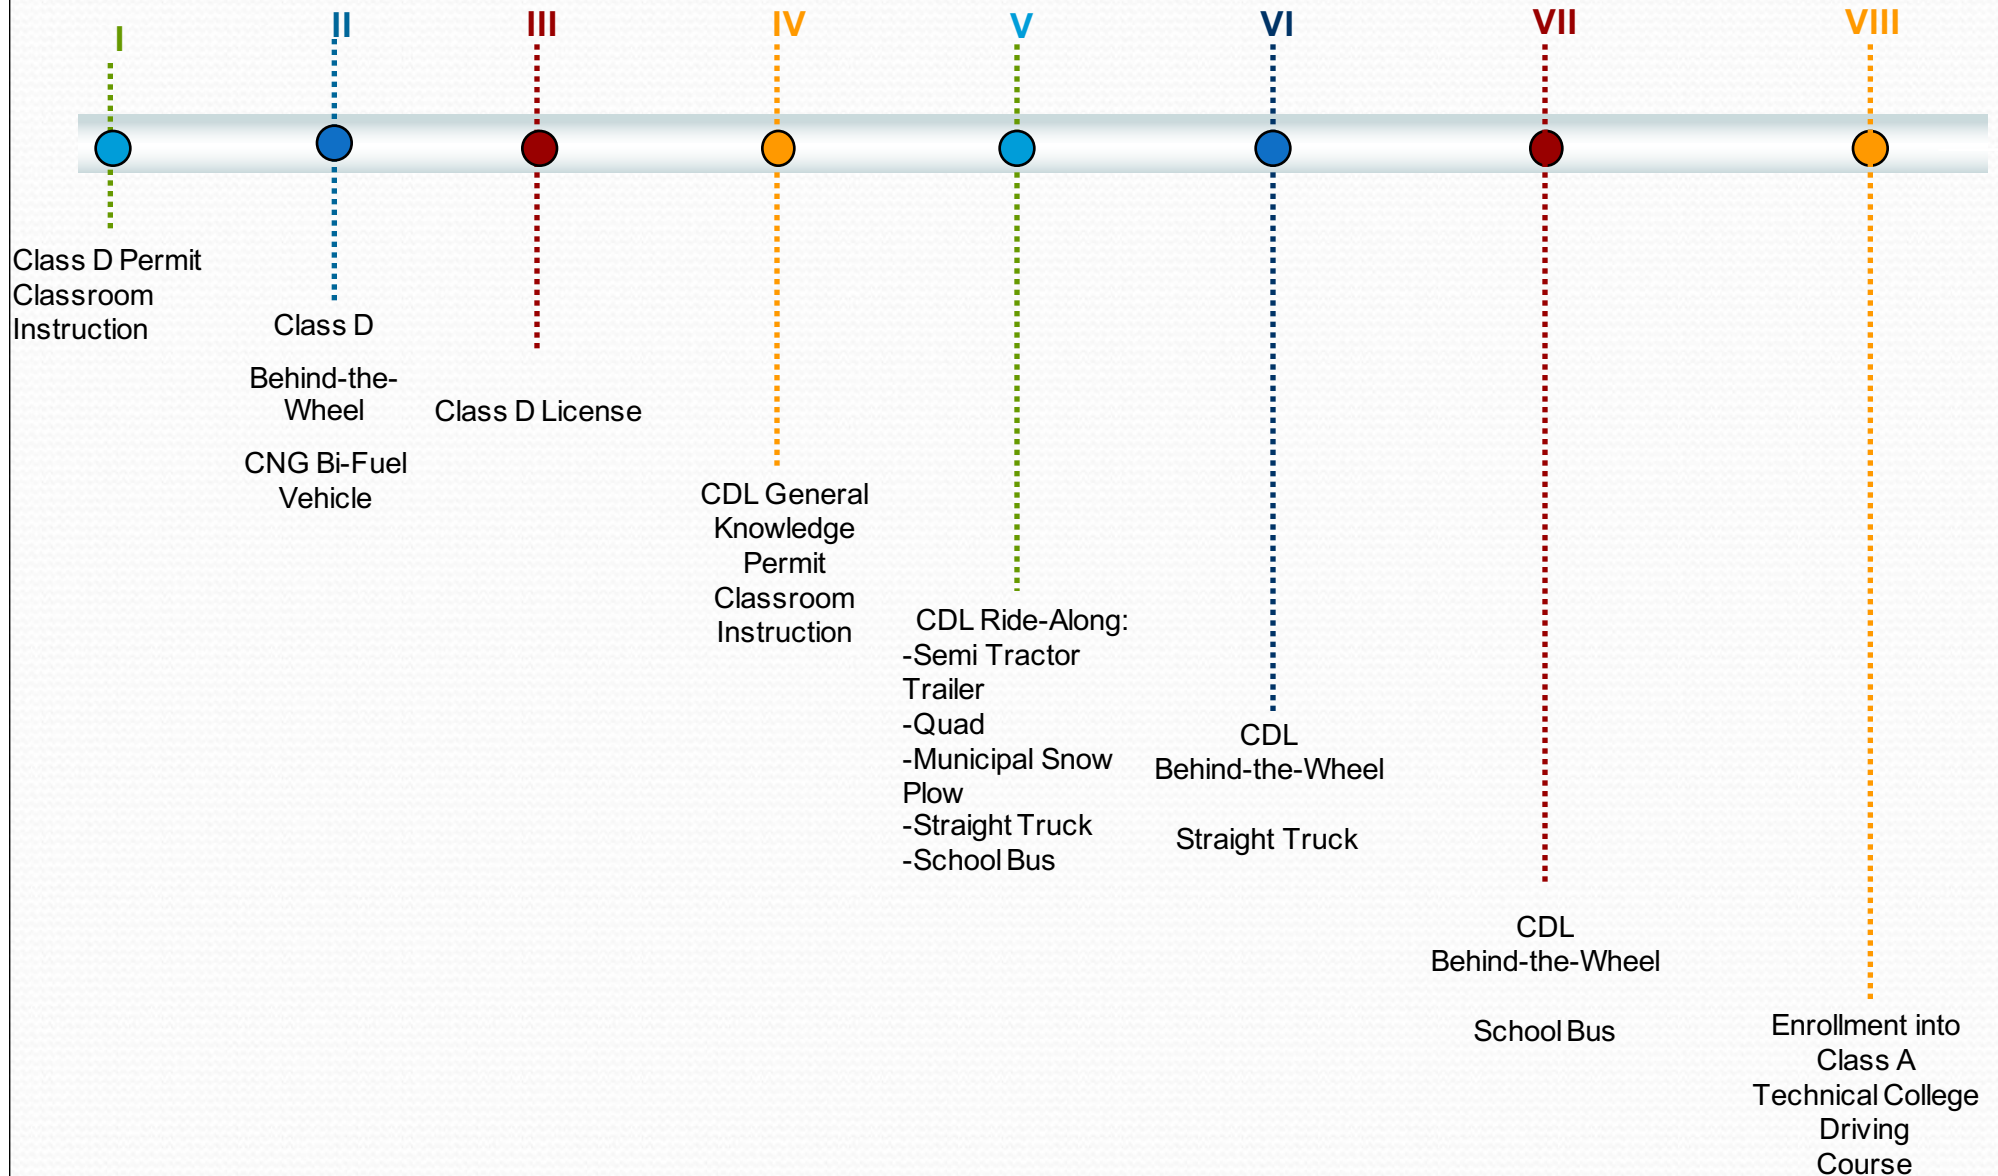 I
II
III
IV
V
VI
VII
VIII
Class D Permit
Classroom
Instruction
Class D
Behind-the-
Wheel
CNG Bi-Fuel
Vehicle
Class D License
CDL General
Knowledge
Permit
Classroom
Instruction
CDL Ride-Along:
-Semi Tractor
Trailer
-Quad
-Municipal Snow
Plow
-Straight Truck
-School Bus
CDL
Behind-the-Wheel
Straight Truck
CDL
Behind-the-Wheel
School Bus
Enrollment into
Class A
Technical College
Driving
Course